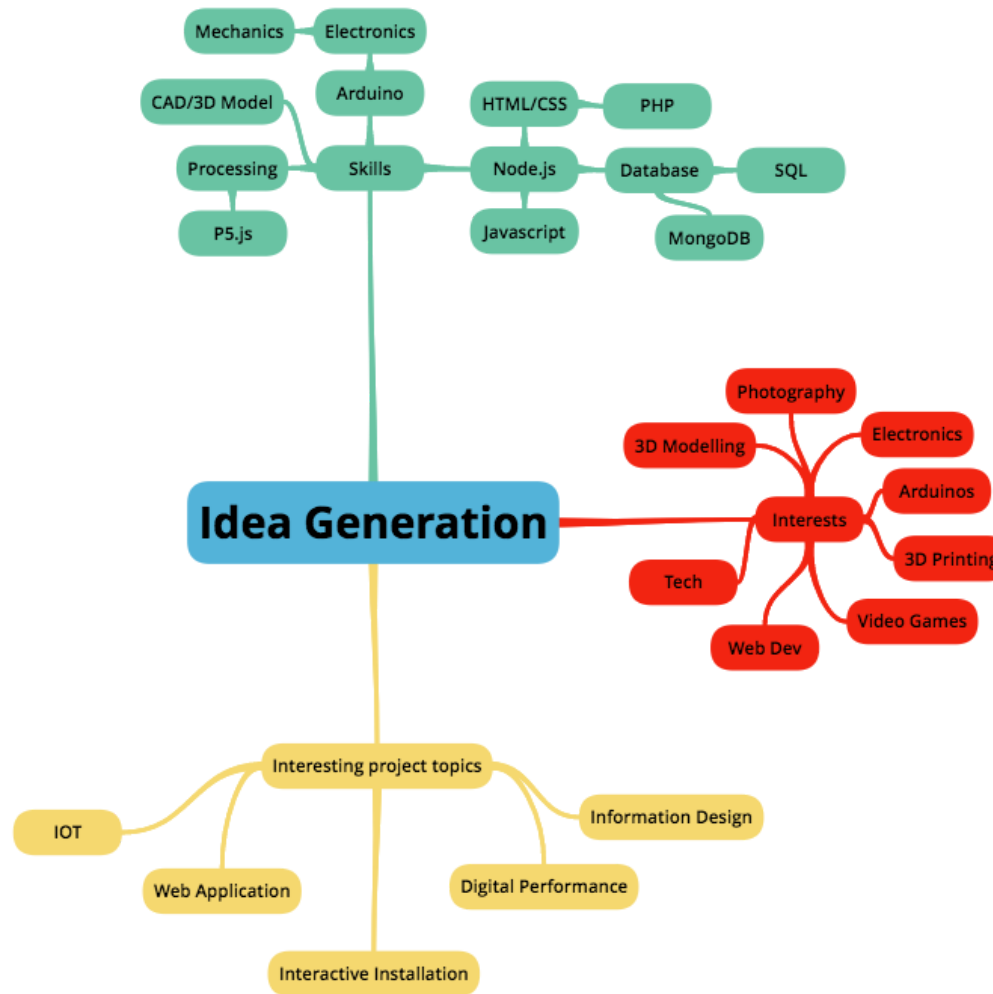 Mechanics
Electronics
CAD/3D Model
Arduino
HTML/CSS
PHP
Processing
Skills
Node.js
Database
SQL
P5.js
Javascript
MongoDB
Photography
3D Modelling
Electronics
Arduinos
Idea Generation
Interests
3D Printing
Tech
Video Games
Web Dev
Interesting project topics
IOT
Information Design
Web Application
Digital Performance
Interactive Installation